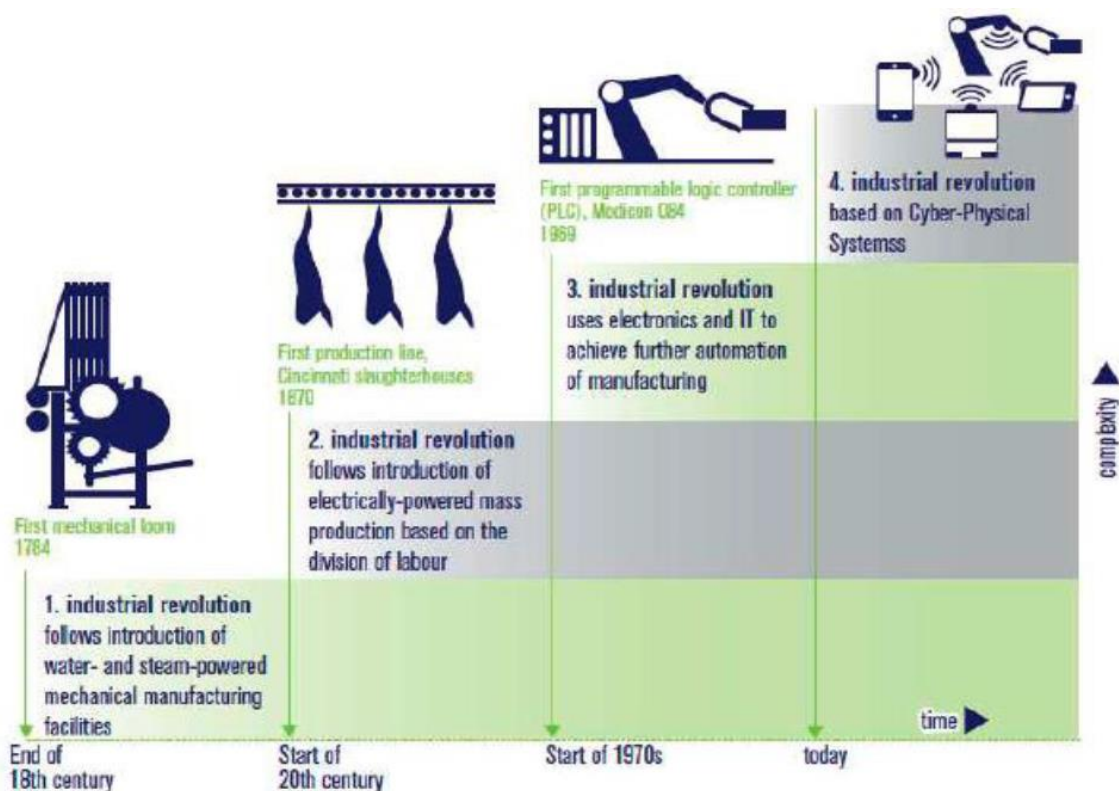 First mechanical loom
1784
First production line,
Cincinnati slaughterhouses
1870
First programmable logic controller
(PLC), Modicon 084
1969
1. industrial revolution
follows introduction of
water- and steam-powered
mechanical manufacturing
facilities
2. industrial revolution
follows introduction of
electrically-powered mass
production based on the
division of labour
3. industrial revolution
uses electronics and IT to
achieve further automation
of manufacturing
4. industrial revolution
based on Cyber-Physical
Systemss
complexity
time
End of
18th century
Start of
20th century
Start of 1970s
today